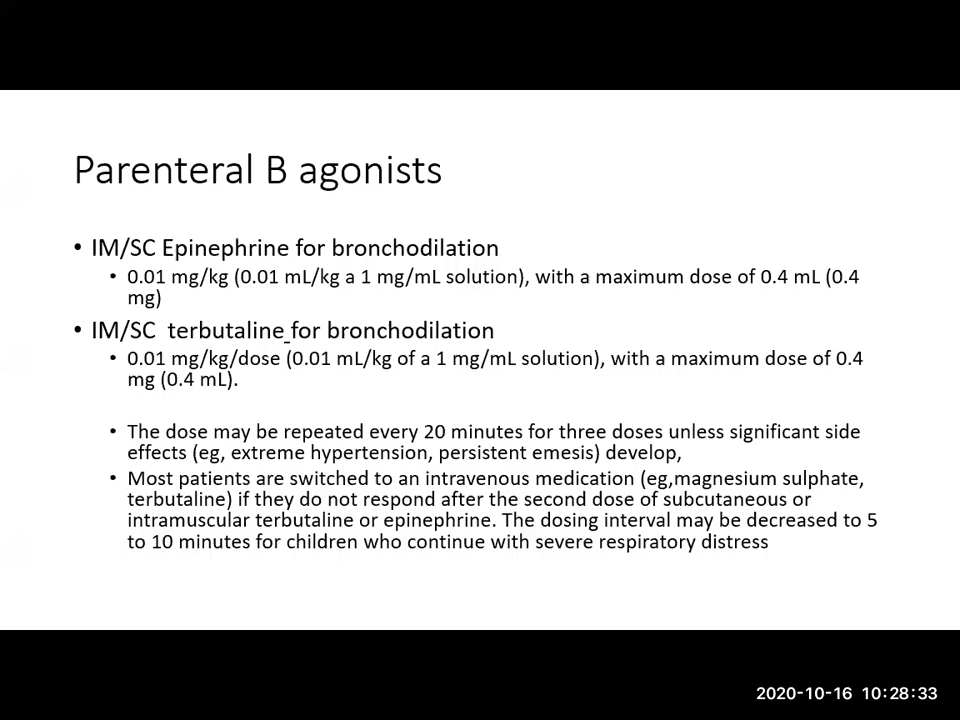 Parenteral B agonists
• IM/SC Epinephrine for bronchodilation
• 0.01 mg/kg (0.01 mL/kg a 1 mg/mL solution), with a maximum dose of 0.4 mL (0.4
mg)
• IM/SC terbutaline for bronchodilation
• 0.01 mg/kg/dose (0.01 mL/kg of a 1 mg/mL solution), with a maximum dose of 0.4
mg (0.4 mL).
• The dose may be repeated every 20 minutes for three doses unless significant side
effects (eg, extreme hypertension, persistent emesis) develop,
• Most patients are switched to an intravenous medication (eg,magnesium sulphate,
terbutaline) if they do not respond after the second dose of subcutaneous or
intramuscular terbutaline or epinephrine. The dosing interval may be decreased to 5
to 10 minutes for children who continue with severe respiratory distress
2020-10-16 10:28:33